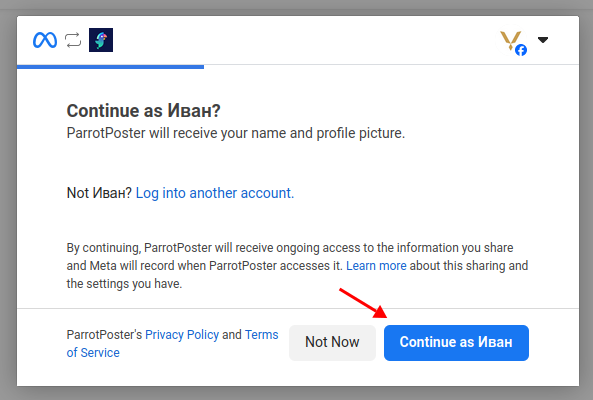 Continue as Иван?
ParrotPoster will receive your name and profile picture.
Not Иван? Log into another account.
By continuing, ParrotPoster will receive ongoing access to the information you share
and Meta will record when ParrotPoster accesses it. Learn more about this sharing and
the settings you have.
ParrotPoster's Privacy Policy and Terms
of Service
Not Now
Continue as Иван